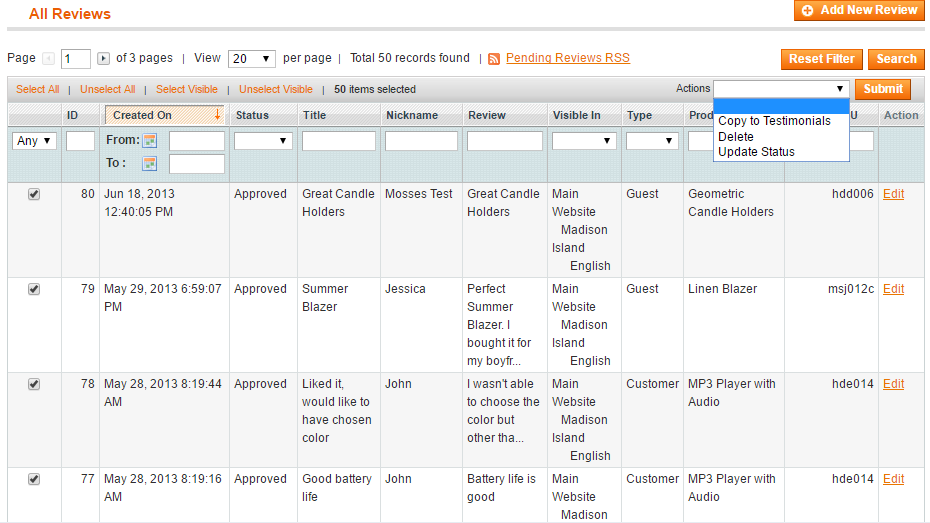 All Reviews
Add New Review
Page 1 of 3 pages | View 20 per page | Total 50 records found | Pending Reviews RSS
Reset Filter Search
Select All | Unselect All | Select Visible | Unselect Visible | 50 items selected
Actions Submit
Copy to Testimonials
Delete
Update Status
ID Created On Status Title Nickname Review Visible In Type Prod U Action
Any From:
To :
80 Jun 18, 2013 Approved Great Candle Mosses Test Great Candle Main Guest Geometric hdd006 Edit
12:40:05 PM Holders Holders Website Candle Holders
Madison
Island
English
79 May 29, 2013 6:59:07 Approved Summer Jessica Perfect Main Guest Linen Blazer msj012c Edit
PM Blazer Summer Website
Blazer. I Madison
bought it for Island
my boyfr... English
78 May 28, 2013 8:19:44 Approved Liked it, John I wasn't able Main Customer MP3 Player with hde014 Edit
AM would like to to choose the Website Audio
have chosen color but Madison
color other tha... Island
English
77 May 28, 2013 8:19:16 Approved Good battery John Battery life is Main Customer MP3 Player with hde014 Edit
AM life good Website Audio
Madison